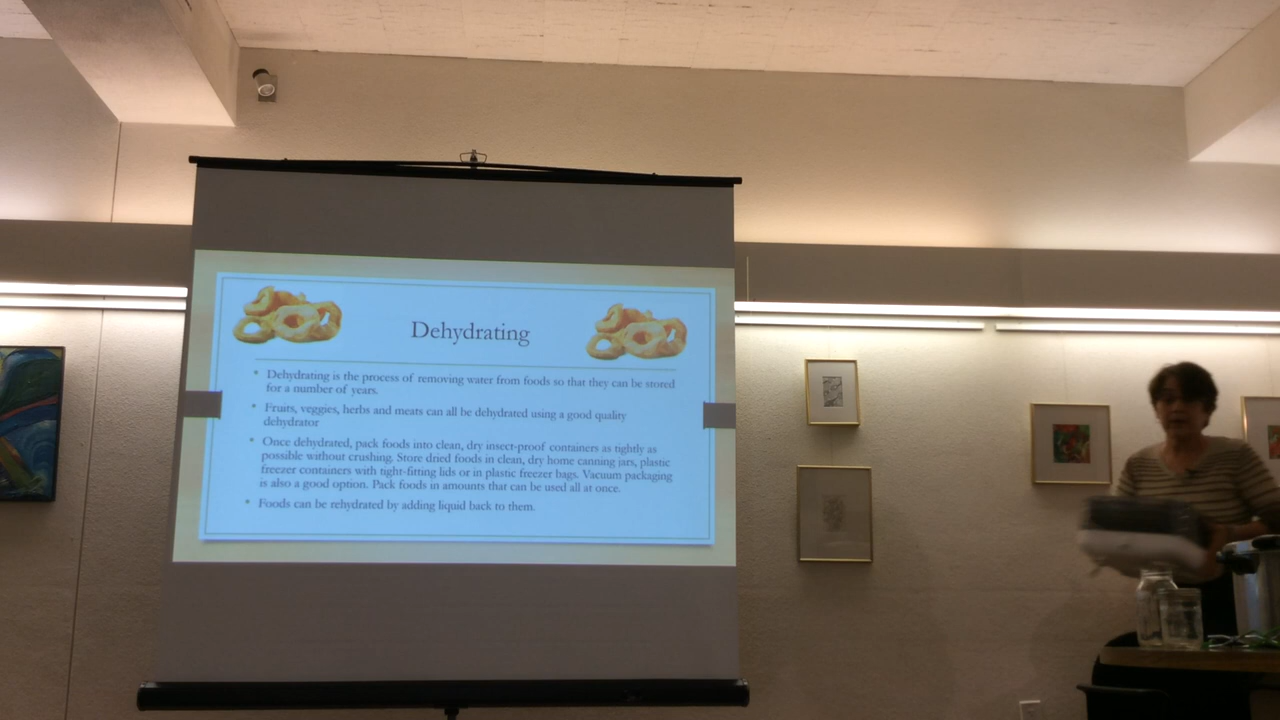 Dehydrating
• Dehydrating is the process of removing water from foods so that they can be stored
for a number of years.
• Fruits, veggies, herbs and meats can all be dehydrated using a good quality
dehydrator
• Once dehydrated, pack foods into clean, dry insect-proof containers as tightly as
possible without crushing. Store dried foods in clean, dry home canning jars, plastic
freezer containers with tight-fitting lids or in plastic freezer bags. Vacuum packaging
is also a good option. Pack foods in amounts that can be used all at once.
• Foods can be rehydrated by adding liquid back to them.